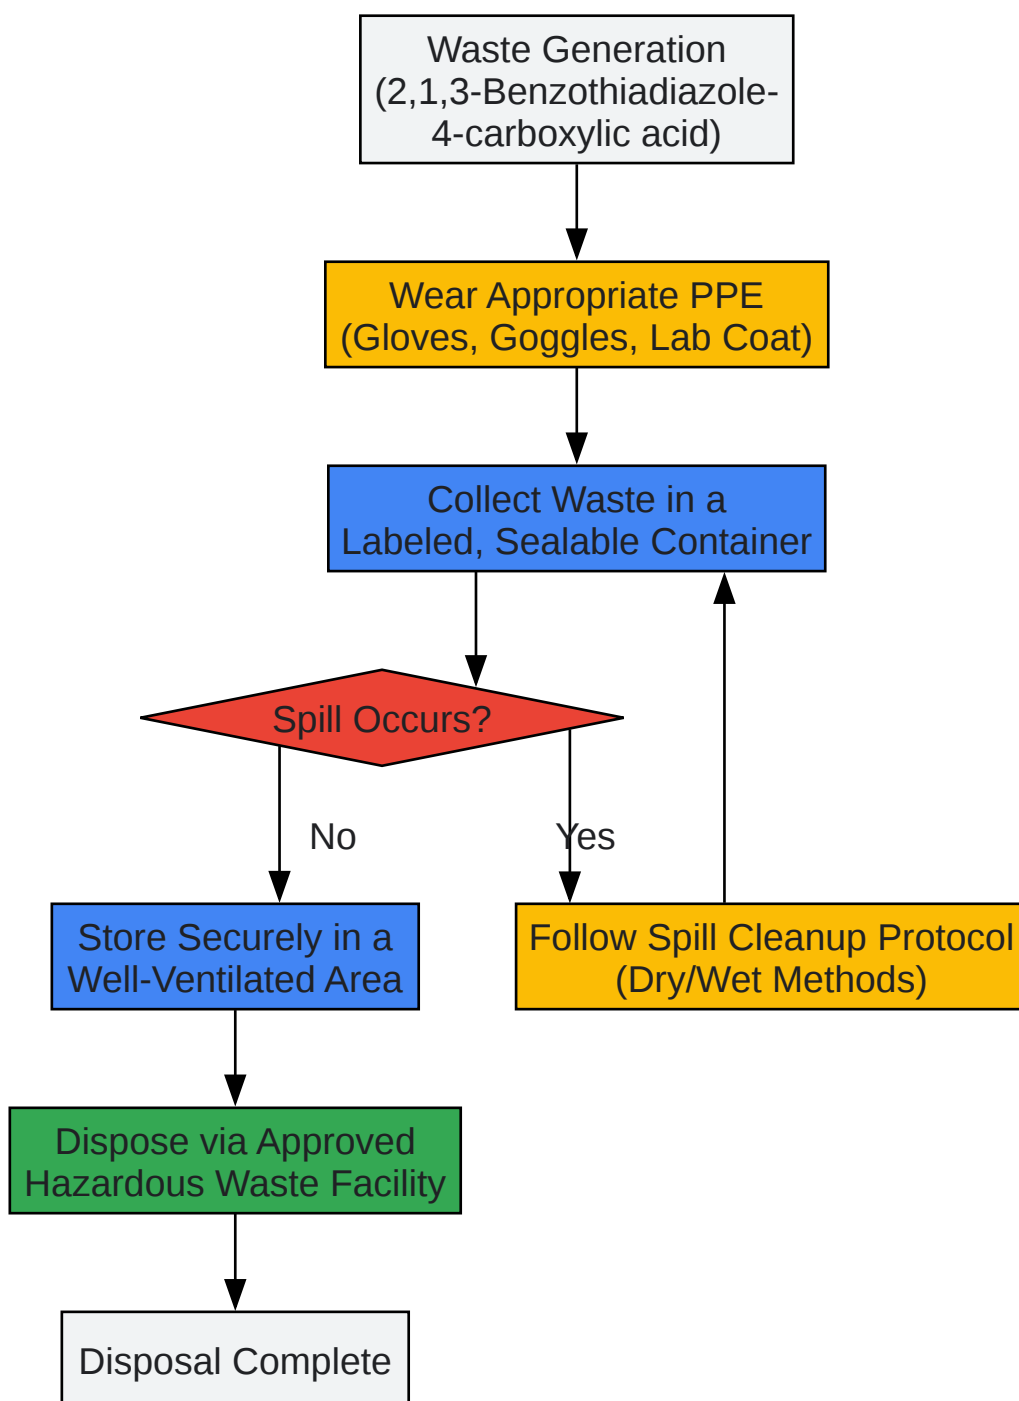 Waste Generation
(2,1,3-Benzothiadiazole-
4-carboxylic acid)
Wear Appropriate PPE
(Gloves, Goggles, Lab Coat)
Collect Waste in a
Labeled, Sealable Container
Spill Occurs?
No
Yes
Store Securely in a
Well-Ventilated Area
Follow Spill Cleanup Protocol
(Dry/Wet Methods)
Dispose via Approved
Hazardous Waste Facility
Disposal Complete